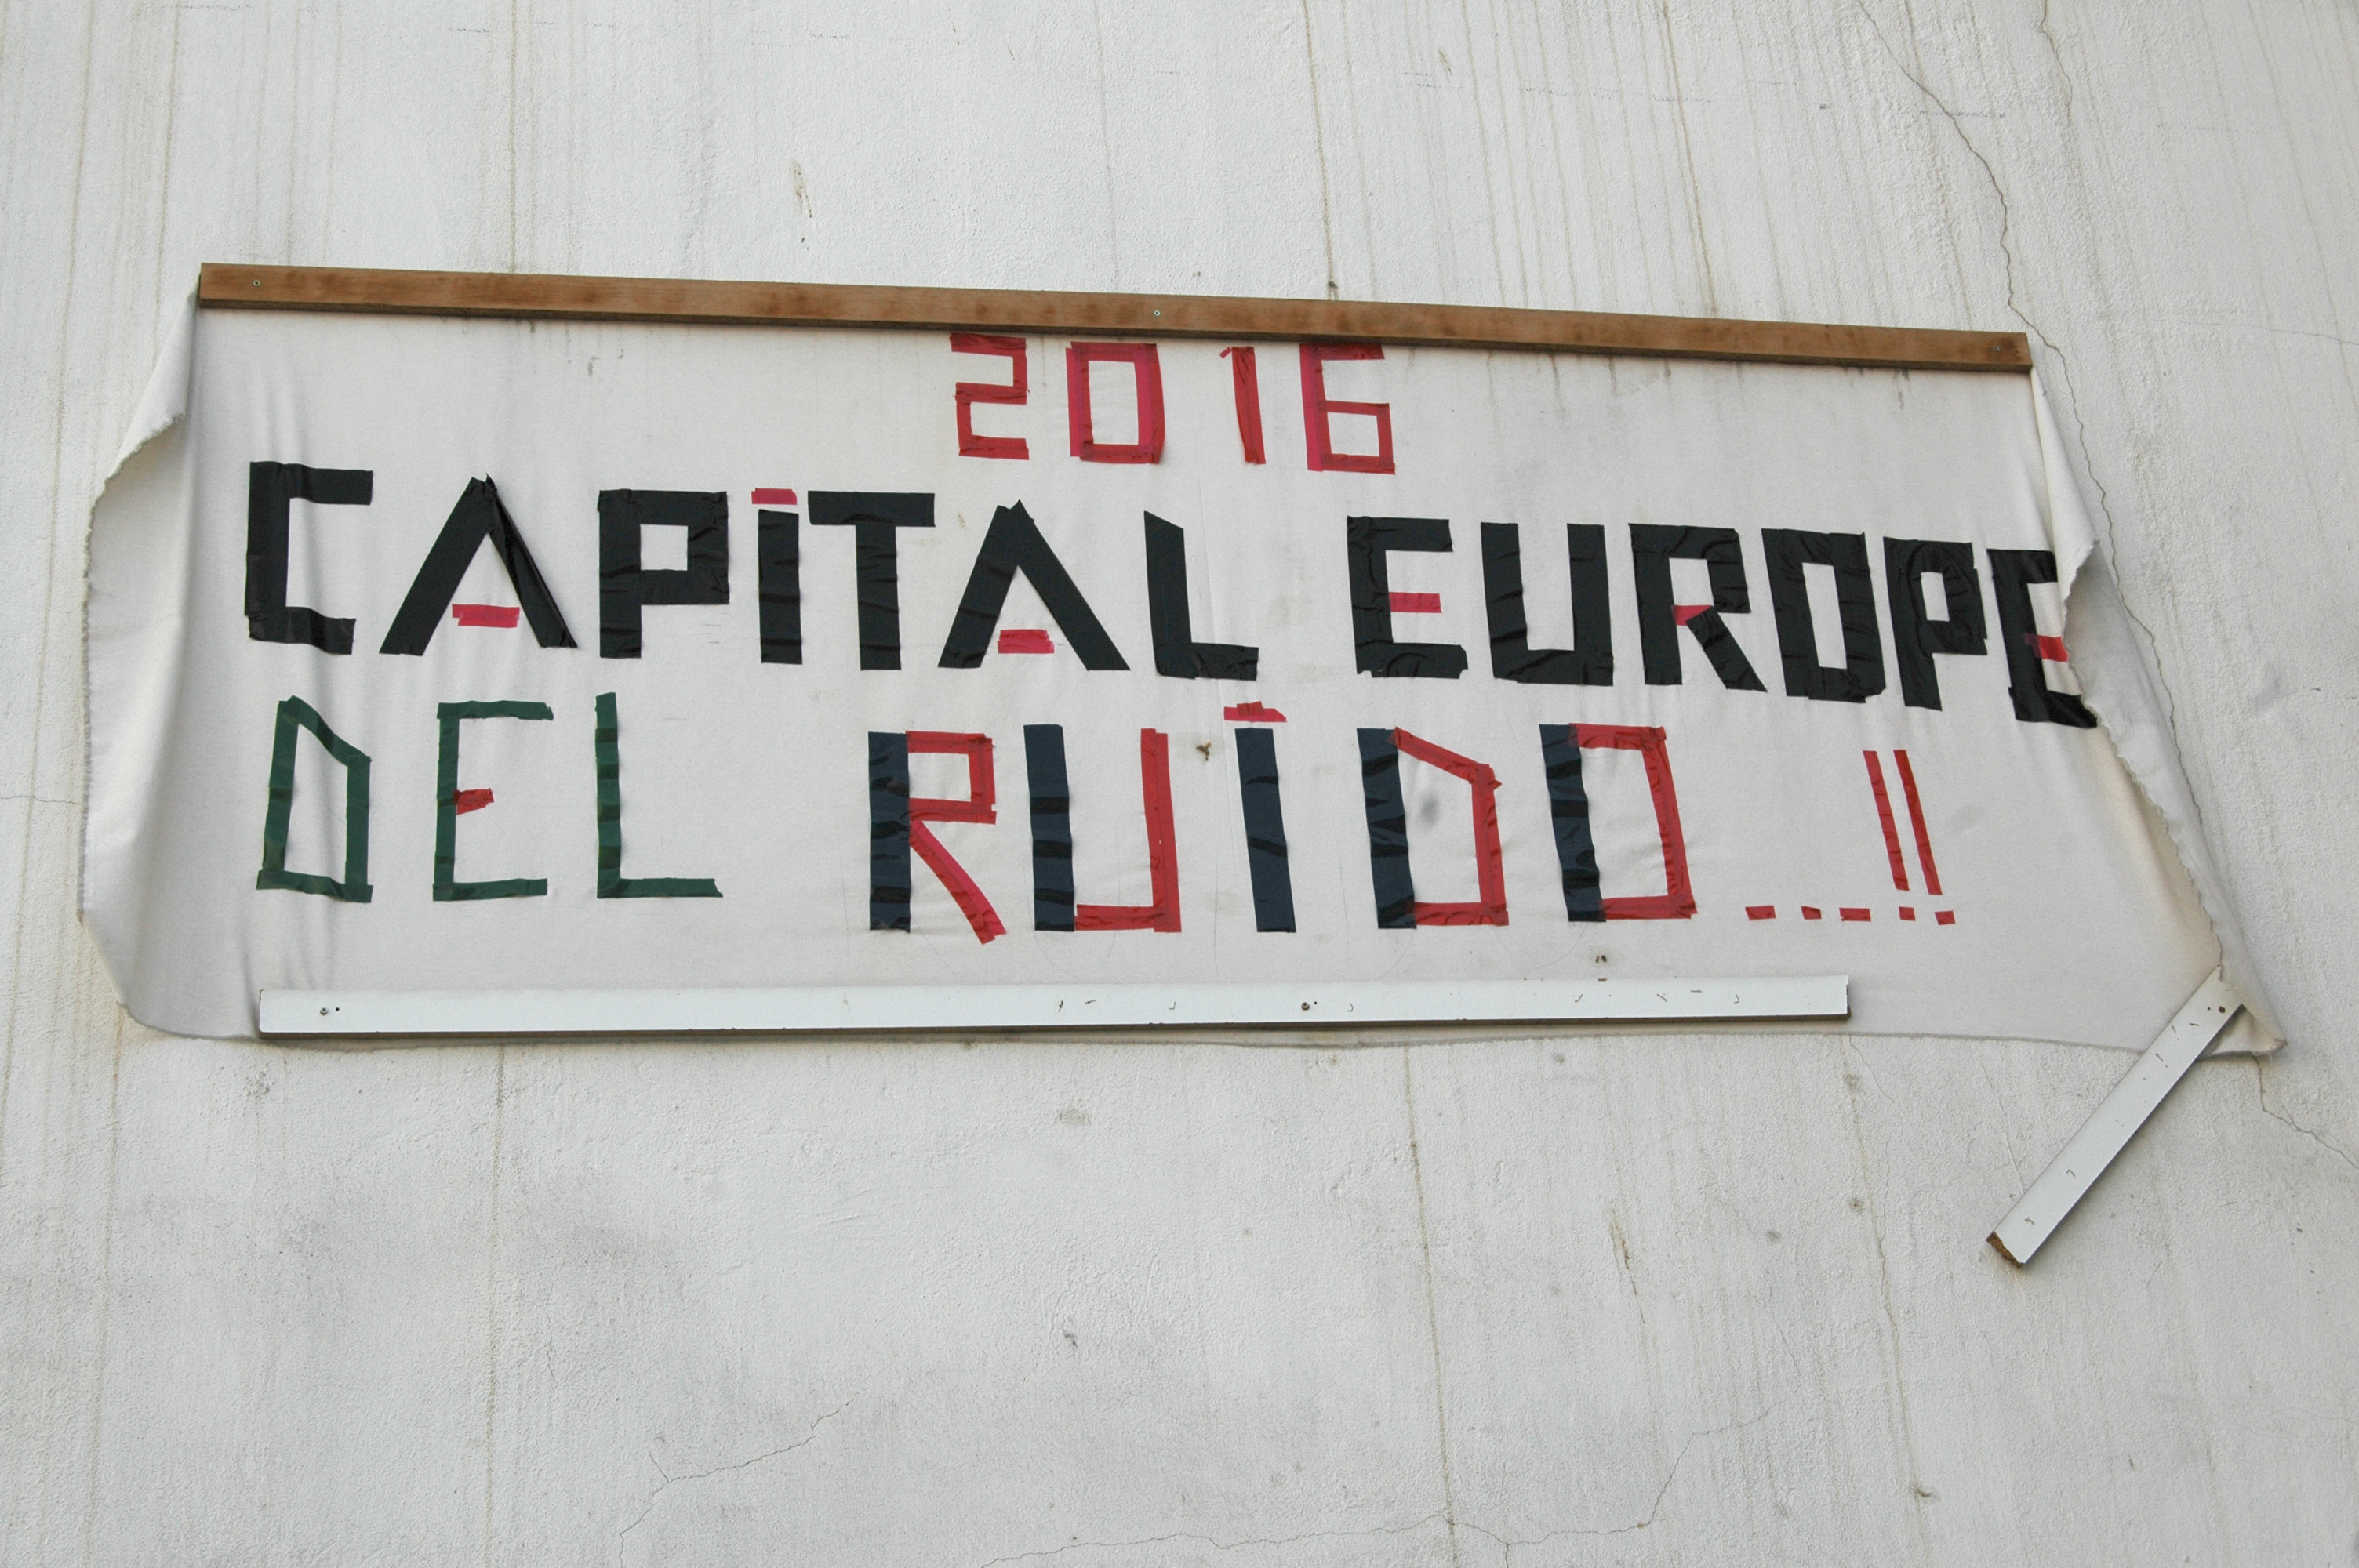 2016
CAPiTAL EUROPE
DEL RUiDO...!!